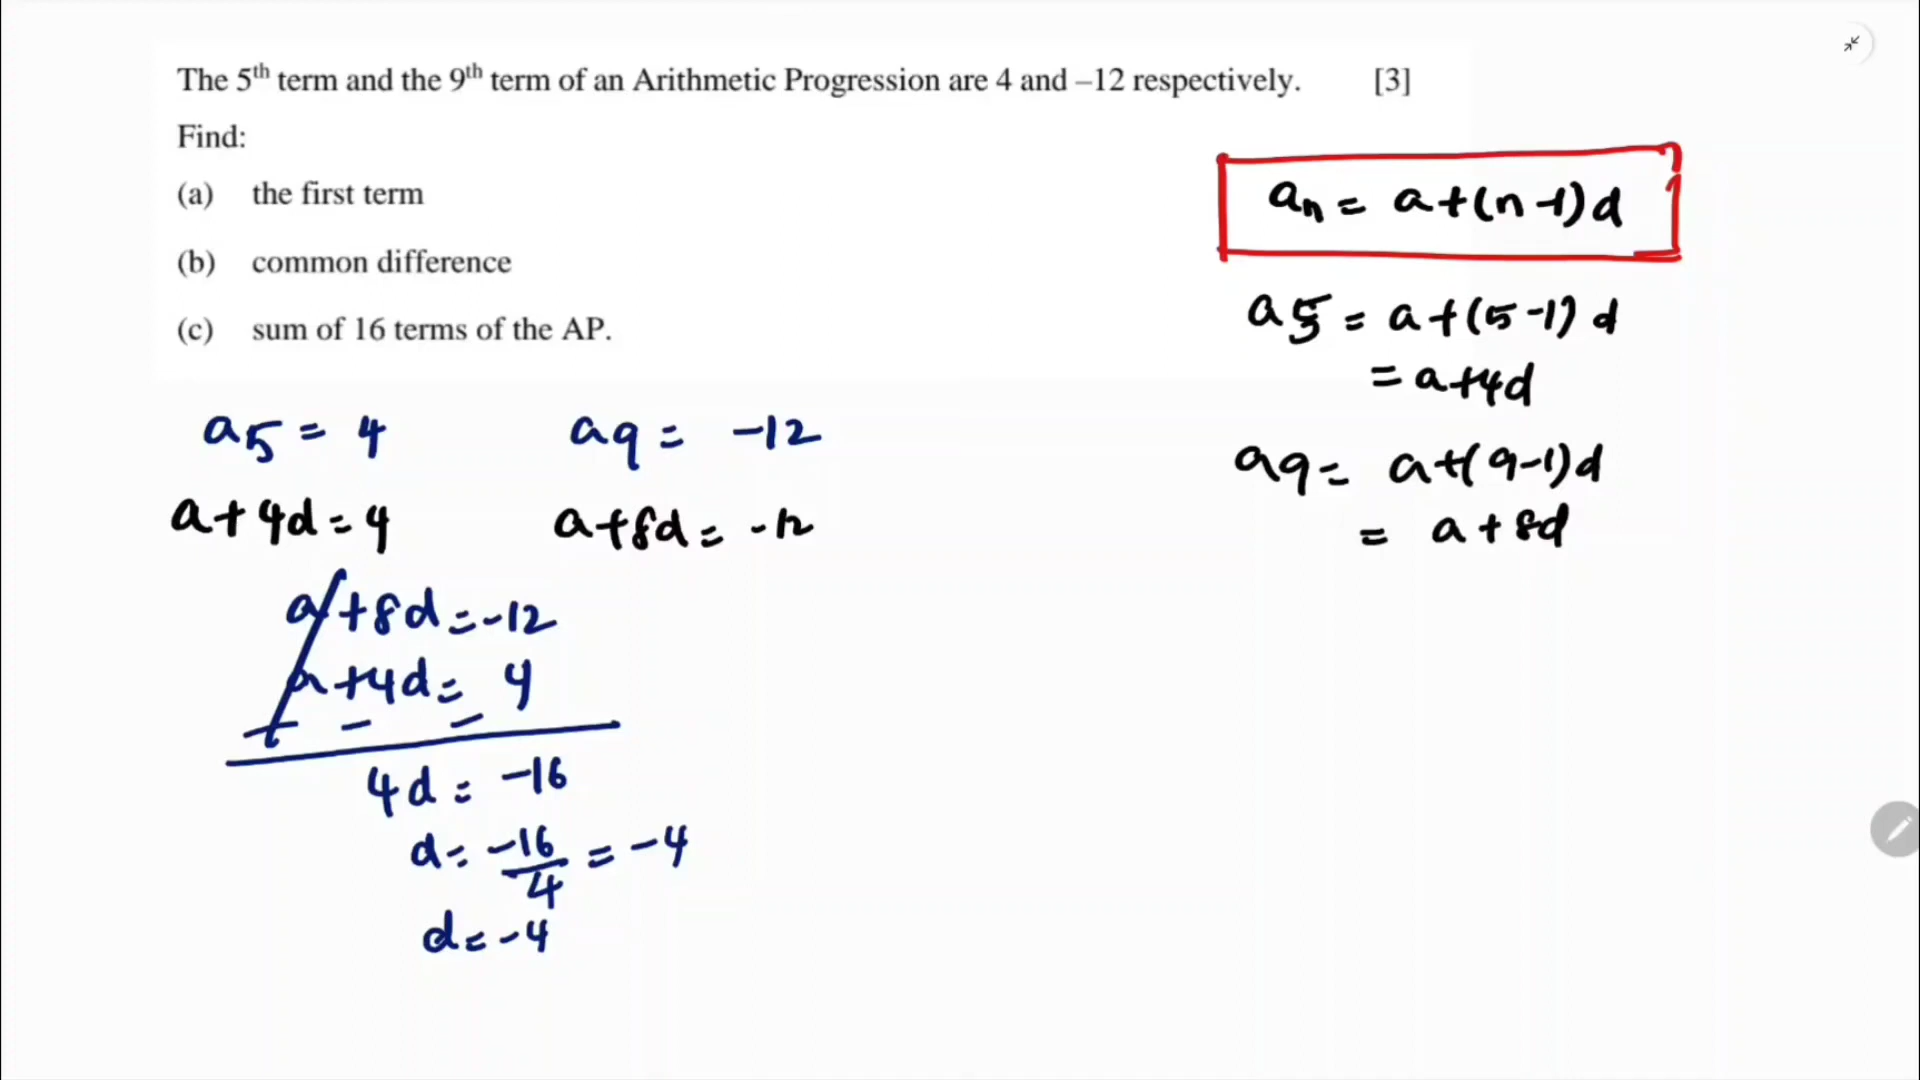 The 5th term and the 9th term of an Arithmetic Progression are 4 and –12 respectively. [3]
Find:
(a) the first term
(b) common difference
(c) sum of 16 terms of the AP.
an = a+(n-1)d
a5 = a+(5-1)d
= a+4d
a9 = a+(9-1)d
= a+8d
a5 = 4 a9 = -12
a+4d=4 a+8d=-12
a+8d=-12
a+4d= 4
- - -
4d= -16
d= -16/4 = -4
d=-4